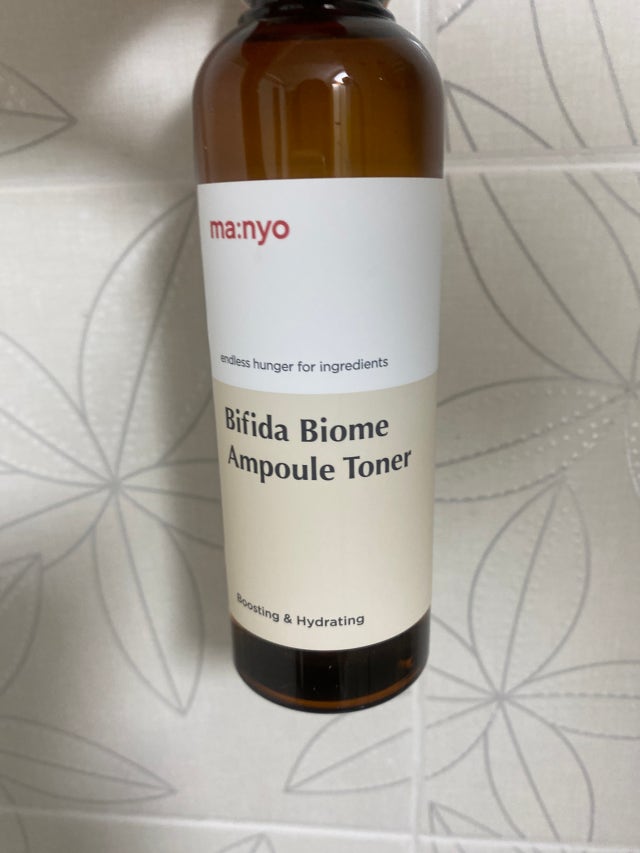 ma:nyo
endless hunger for ingredients
Bifida Biome
Ampoule Toner
Boosting & Hydrating